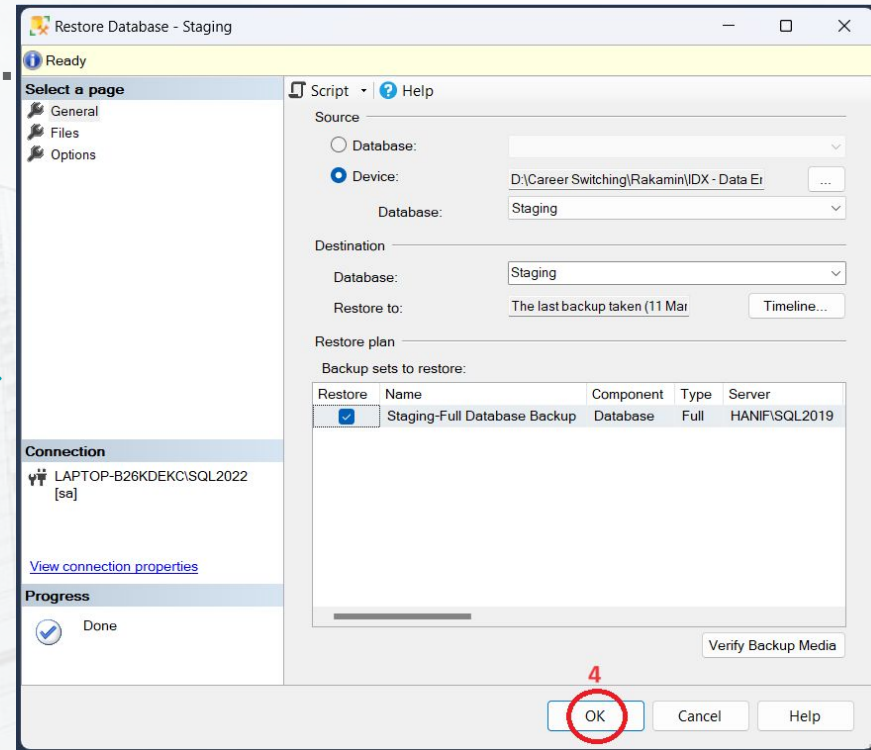 Restore Database - Staging
Ready
Select a page
General
Files
Options
Script
Help
Source
Database:
Device:
D:\Career Switching\Rakamin\IDX - Data Er
...
Database:
Staging
Destination
Database:
Staging
Restore to:
The last backup taken (11 Mar
Timeline...
Restore plan
Backup sets to restore:
Restore Name Component Type Server
Staging-Full Database Backup Database Full HANIF\SQL2019
Connection
LAPTOP-B26KDEKC\SQL2022
[sa]
View connection properties
Progress
Done
Verify Backup Media
4
OK Cancel Help